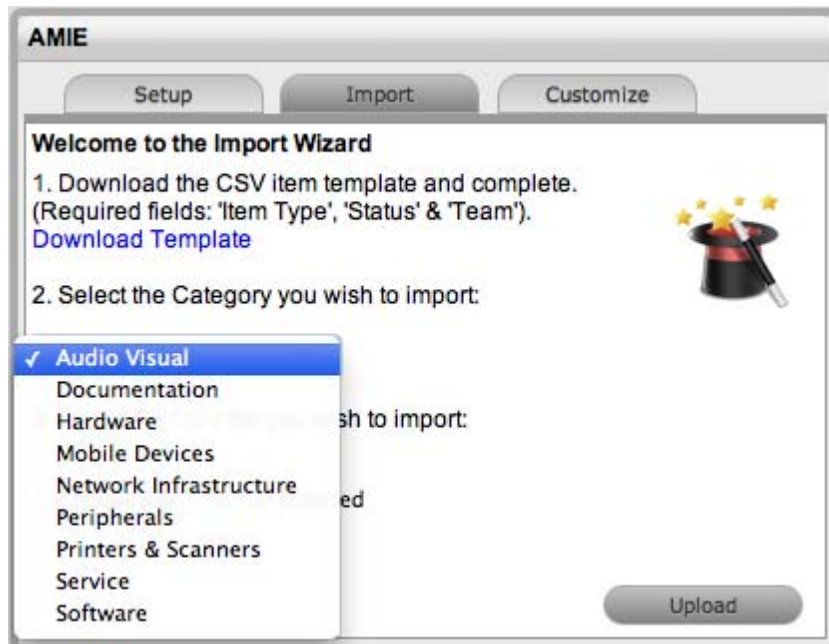 AMIE
Setup Import Customize
Welcome to the Import Wizard
1. Download the CSV item template and complete.
(Required fields: 'Item Type', 'Status' & 'Team').
Download Template
2. Select the Category you wish to import:
✓ Audio Visual
Documentation
Hardware
sh to import:
Mobile Devices
Network Infrastructure
ed
Peripherals
Printers & Scanners
Service
Software
Upload